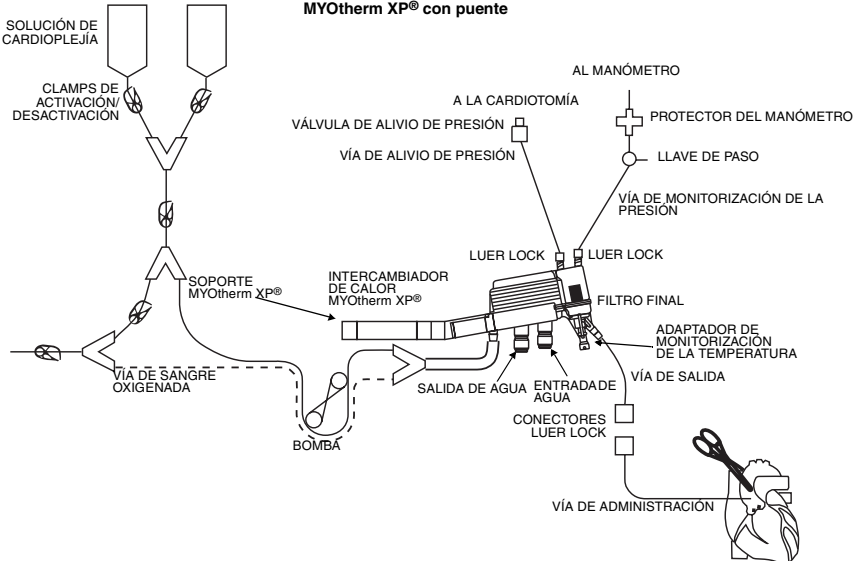 MYOtherm XP® con puente
SOLUCIÓN DE
CARDIOPLEJÍA
CLAMPS DE
ACTIVACIÓN/
DESACTIVACIÓN
AL MANÓMETRO
A LA CARDIOTOMÍA
VÁLVULA DE ALIVIO DE PRESIÓN
PROTECTOR DEL MANÓMETRO
VÍA DE ALIVIO DE PRESIÓN
LLAVE DE PASO
VÍA DE MONITORIZACIÓN DE LA
PRESIÓN
LUER LOCK
LUER LOCK
SOPORTE
MYOtherm XP®
INTERCAMBIADOR
DE CALOR
MYOtherm XP®
FILTRO FINAL
ADAPTADOR DE
MONITORIZACIÓN
DE LA TEMPERATURA
VÍA DE SANGRE
OXIGENADA
SALIDA DE AGUA
ENTRADA DE
AGUA
VÍA DE SALIDA
CONECTORES
LUER LOCK
BOMBA
VÍA DE ADMINISTRACIÓN